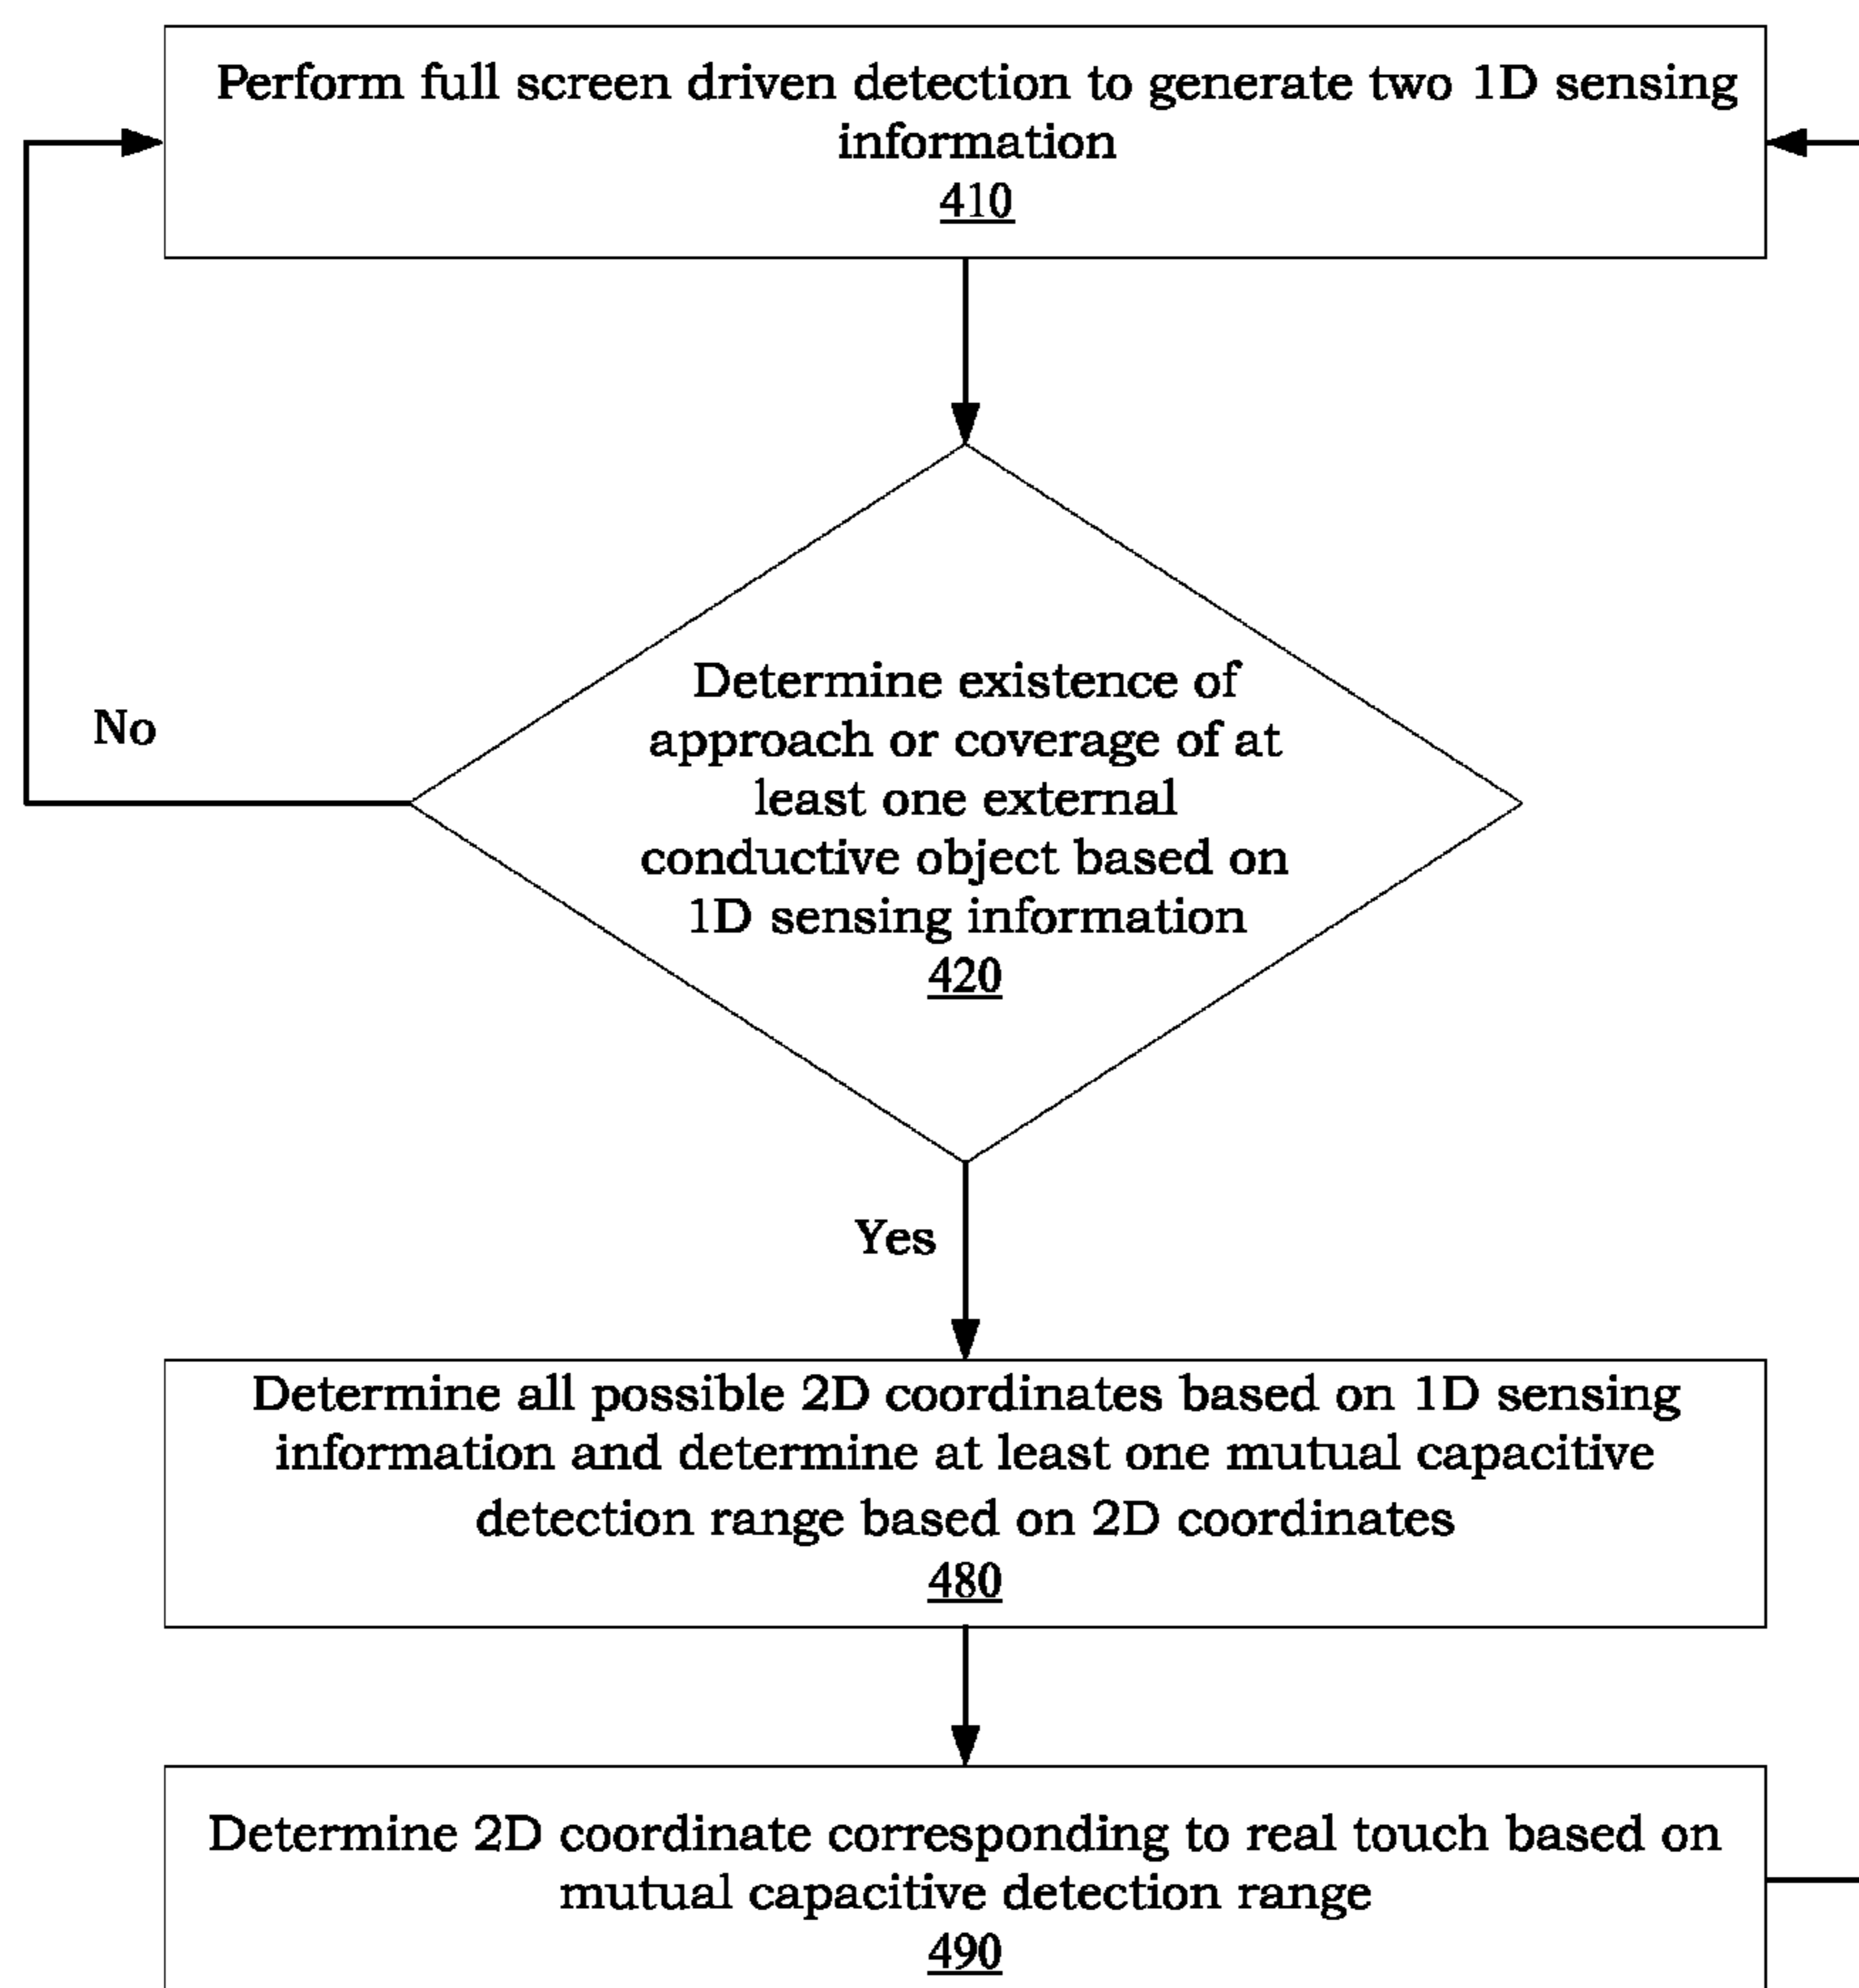 Perform full screen driven detection to generate two 1D sensing
information
410
No
Determine existence of
approach or coverage of at
least one external
conductive object based on
1D sensing information
420
Yes
Determine all possible 2D coordinates based on 1D sensing
information and determine at least one mutual capacitive
detection range based on 2D coordinates
480
Determine 2D coordinate corresponding to real touch based on
mutual capacitive detection range
490